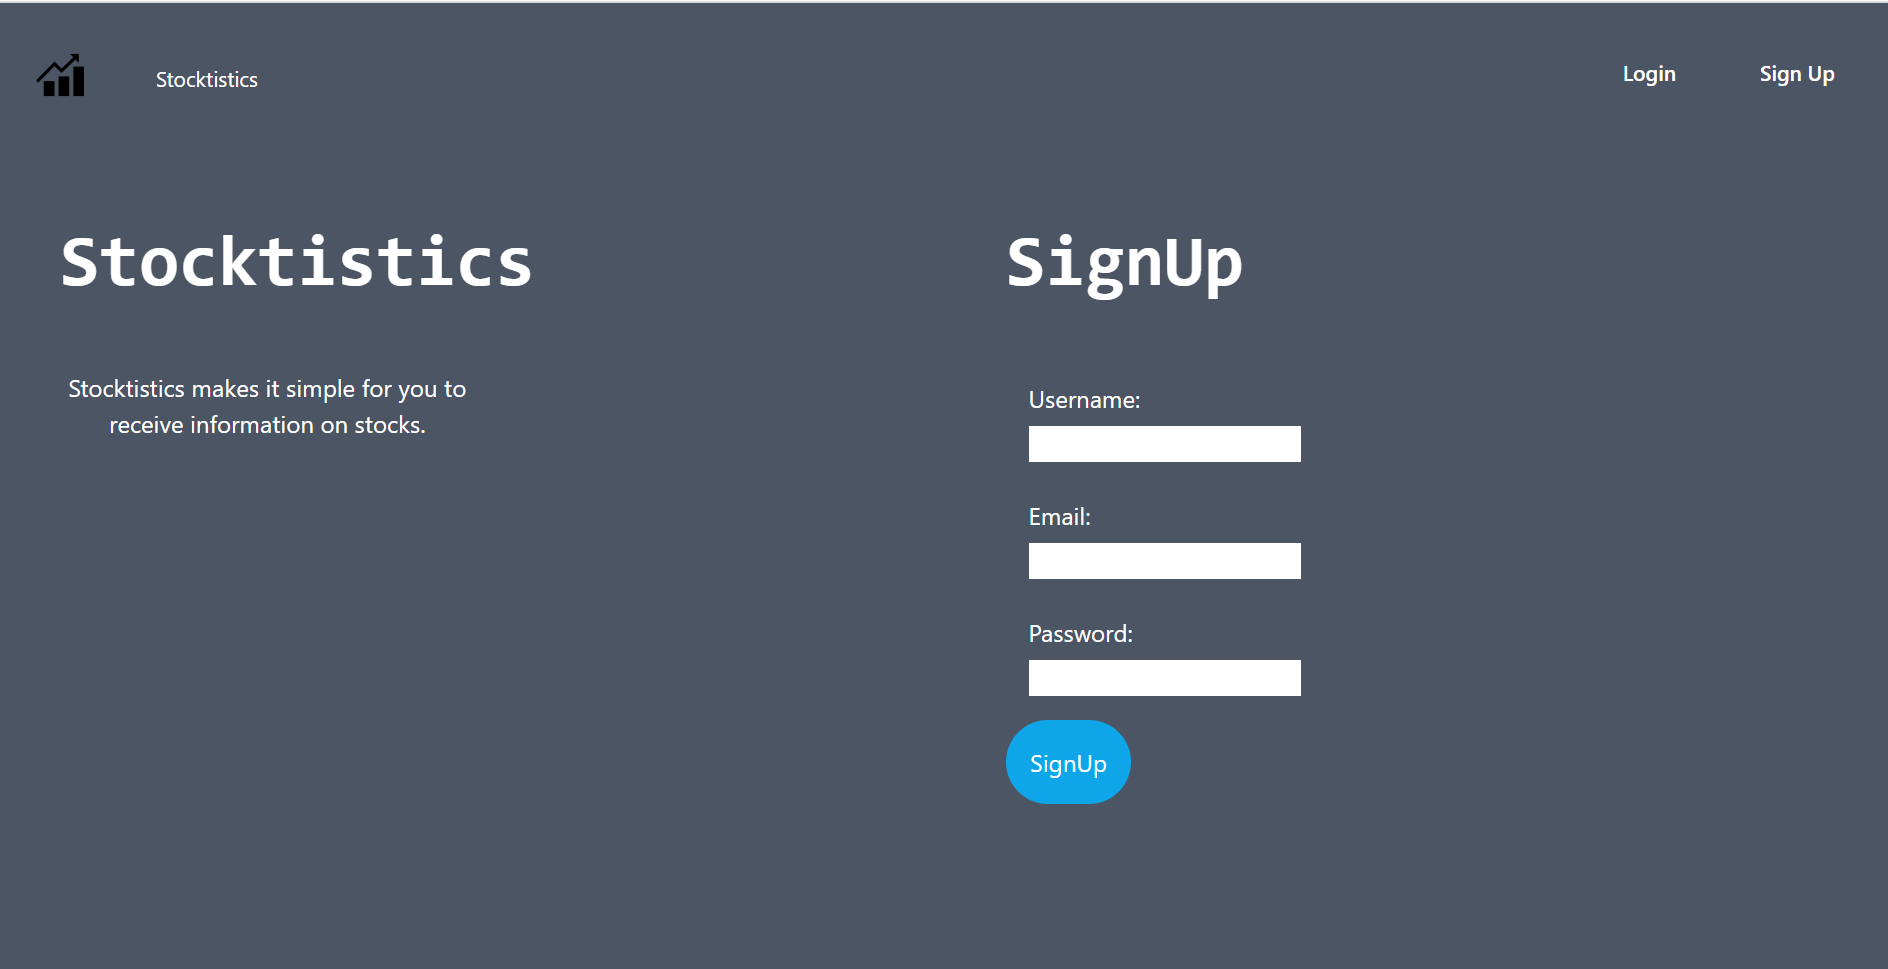 Stocktistics
Login
Sign Up
Stocktistics
Stocktistics makes it simple for you to
receive information on stocks.
SignUp
Username:
Email:
Password:
SignUp